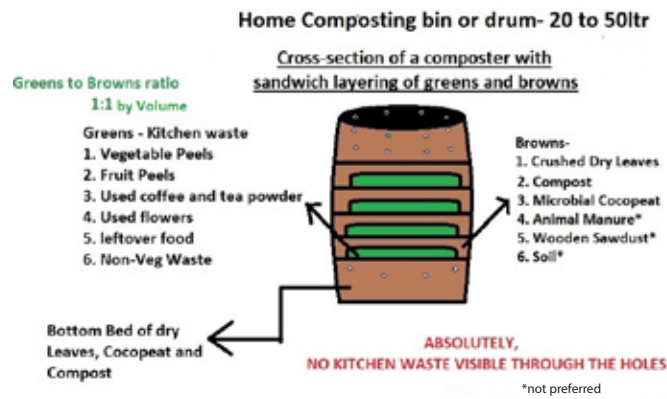 Home Composting bin or drum- 20 to 50ltr
Cross-section of a composter with
sandwich layering of greens and browns
Greens to Browns ratio
1:1 by Volume
Greens - Kitchen waste
1. Vegetable Peels
2. Fruit Peels
3. Used coffee and tea powder
4. Used flowers
5. leftover food
6. Non-Veg Waste
Browns-
1. Crushed Dry Leaves
2. Compost
3. Microbial Cocopeat
4. Animal Manure*
5. Wooden Sawdust*
6. Soil*
Bottom Bed of dry
Leaves, Cocopeat and
Compost
ABSOLUTELY,
NO KITCHEN WASTE VISIBLE THROUGH THE HOLES
*not preferred